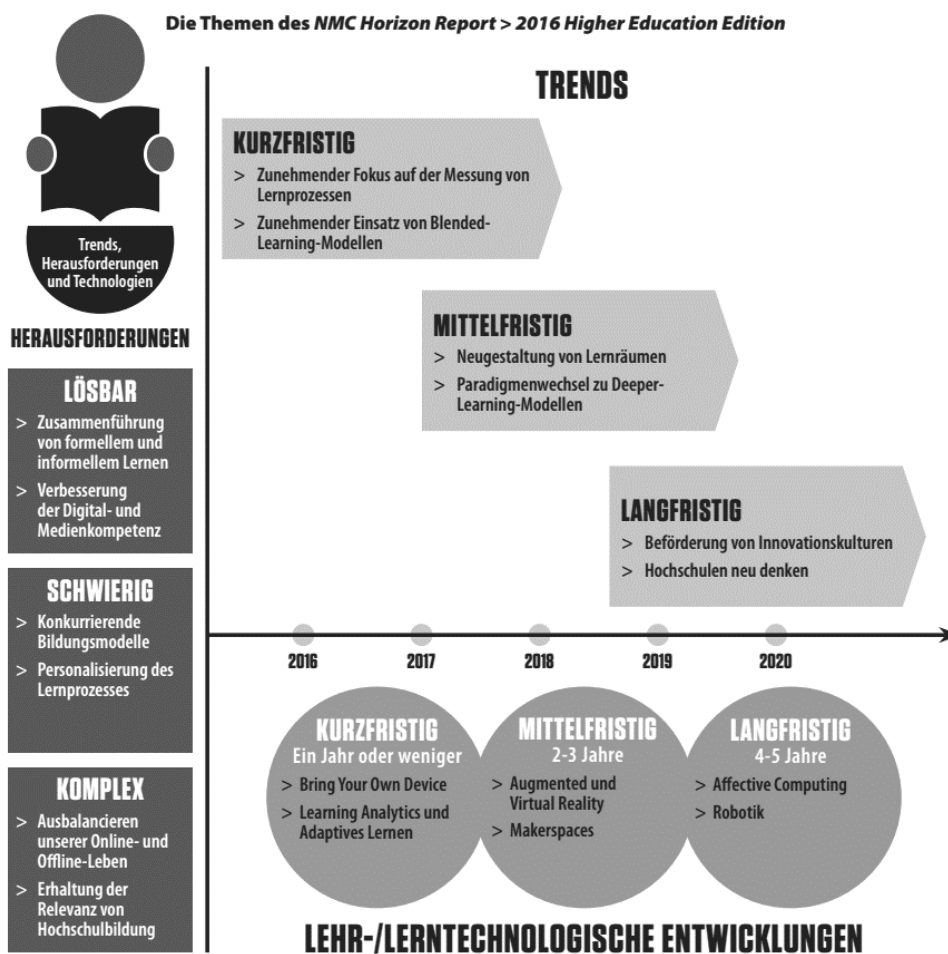 Die Themen des NMC Horizon Report > 2016 Higher Education Edition
Trends,
Herausforderungen
und Technologien
HERAUSFORDERUNGEN
LÖSBAR
> Zusammenführung
von formellem und
informellem Lernen
> Verbesserung
der Digital- und
Medienkompetenz
SCHWIERIG
> Konkurrierende
Bildungsmodelle
> Personalisierung des
Lernprozesses
KOMPLEX
> Ausbalancieren
unserer Online- und
Offline-Leben
> Erhaltung der
Relevanz von
Hochschulbildung
TRENDS
KURZFRISTIG
> Zunehmender Fokus auf der Messung von
Lernprozessen
> Zunehmender Einsatz von Blended-
Learning-Modellen
MITTELFRISTIG
> Neugestaltung von Lernräumen
> Paradigmenwechsel zu Deeper-
Learning-Modellen
LANGFRISTIG
> Beförderung von Innovationskulturen
> Hochschulen neu denken
2016 2017 2018 2019 2020
KURZFRISTIG
Ein Jahr oder weniger
> Bring Your Own Device
> Learning Analytics und
Adaptives Lernen
MITTELFRISTIG
2-3 Jahre
> Augmented und
Virtual Reality
> Makerspaces
LANGFRISTIG
4-5 Jahre
> Affective Computing
> Robotik
LEHR-/LERNTECHNOLOGISCHE ENTWICKLUNGEN